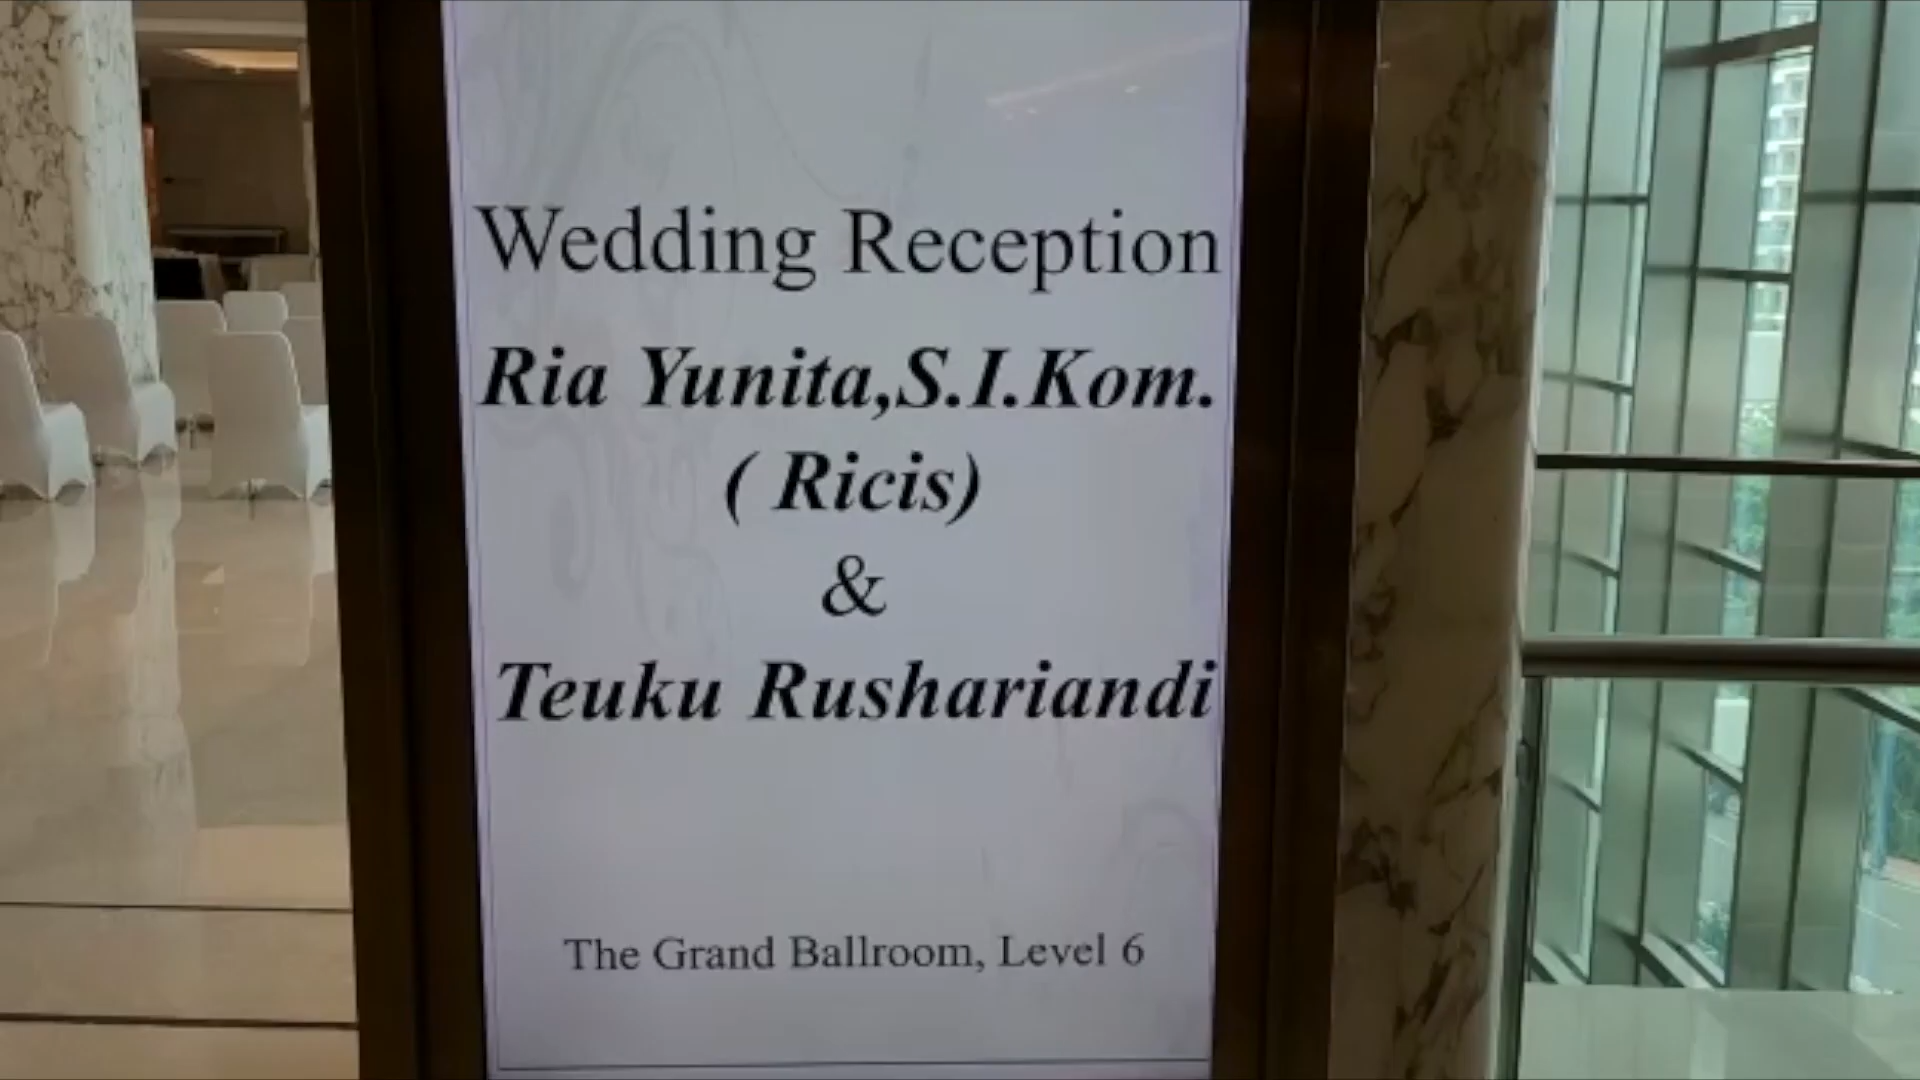 Wedding Reception
Ria Yunita,S.I.Kom.
( Ricis)
&
Teuku Rushariandi
The Grand Ballroom, Level 6